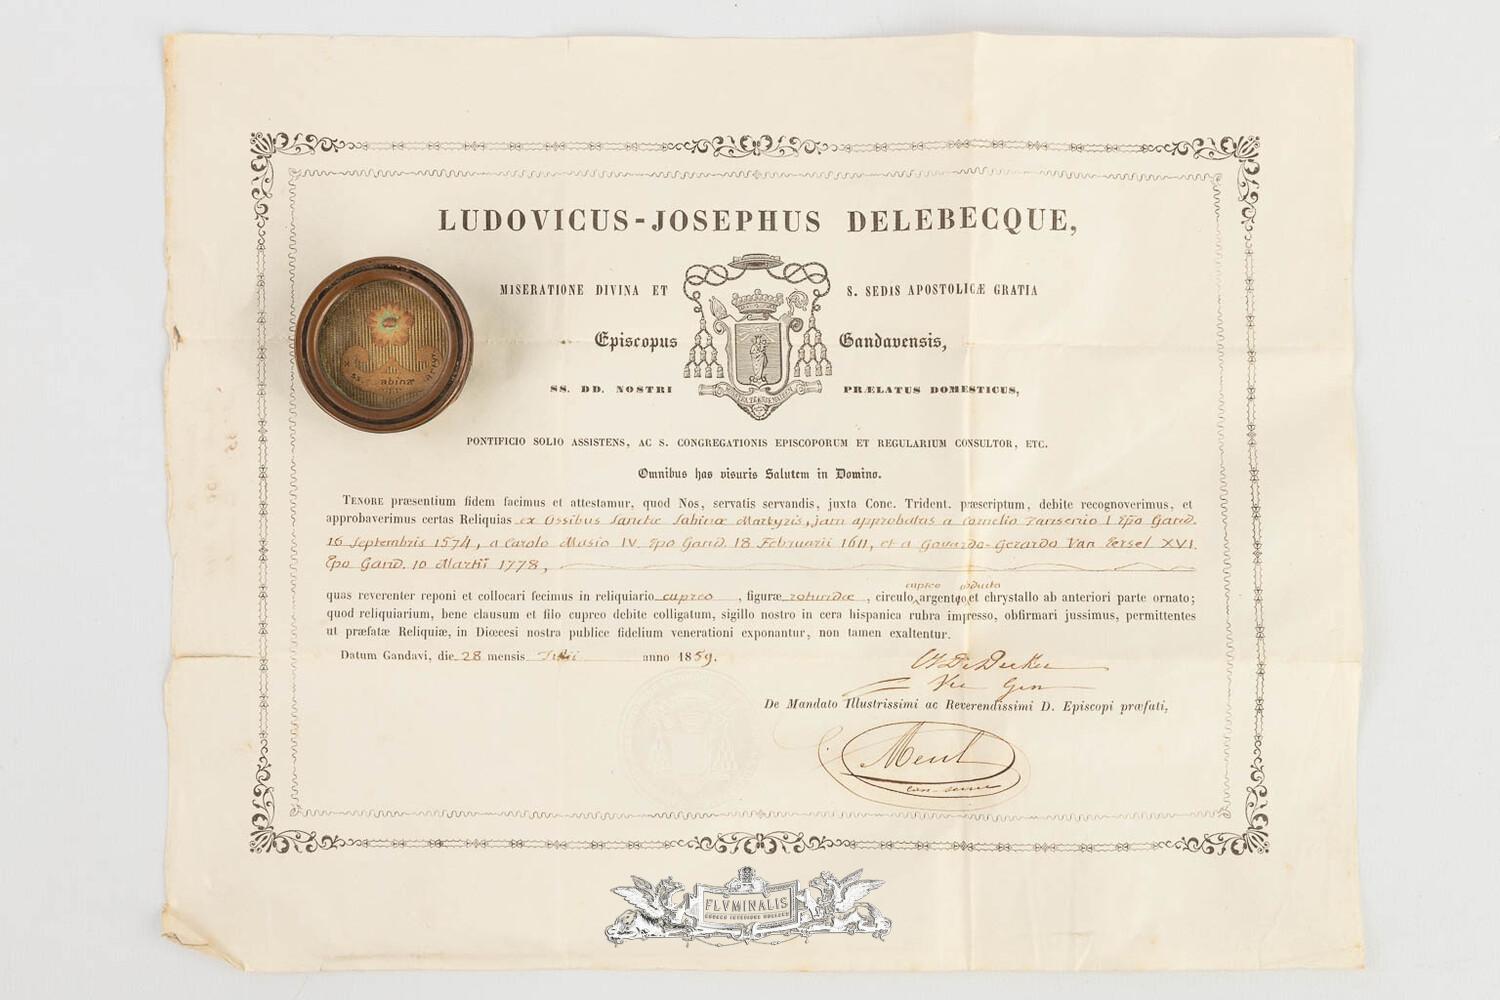 LUDOVICUS-JOSEPHUS DELEBECQUE,
MISERATIONE DIVINA ET S. SEDIS APOSTOLICÆ GRATIA
Episcopus Gandavensis,
SS. DD. NOSTRI PRÆLATUS DOMESTICUS,
PONTIFICIO SOLIO ASSISTENS, AC S. CONGREGATIONIS EPISCOPORUM ET REGULARIUM CONSULTOR, ETC.
Omnibus has visuris Salutem in Domino.
TENORE præsentium fidem facimus et attestamur, quod Nos, servatis servandis, juxta Conc. Trident. præscriptum, debite recognoverimus, et
approbaverimus certas Reliquias ex Ossibus Sanctæ Sabinæ Martyris, jam approbatas a Cornelio Jansenio I Epo Gand.
16 Septembris 1574, a Carolo Masio IV. Epo Gand. 18 Februarii 1611, et a Govardo-Gerardo Van Eersel XVI.
Epo Gand. 10 Martii 1778,
cupreo obducto
quas reverenter reponi et collocari fecimus in reliquiario cupreo, figuræ rotundæ, circulo argenteo et chrystallo ab anteriori parte ornato;
quod reliquiarium, bene clausum et filo cupreo debite colligatum, sigillo nostro in cera hispanica rubra impresso, obfirmari jussimus, permittentes
ut præfatæ Reliquiæ, in Diœcesi nostra publice fidelium venerationi exponantur, non tamen exaltentur.
Datum Gandavi, die 28 mensis Julii anno 1859.
De Decker
Vic Gen
De Mandato Illustrissimi ac Reverendissimi D. Episcopi præfati,
abinæ
FLVMINALIS